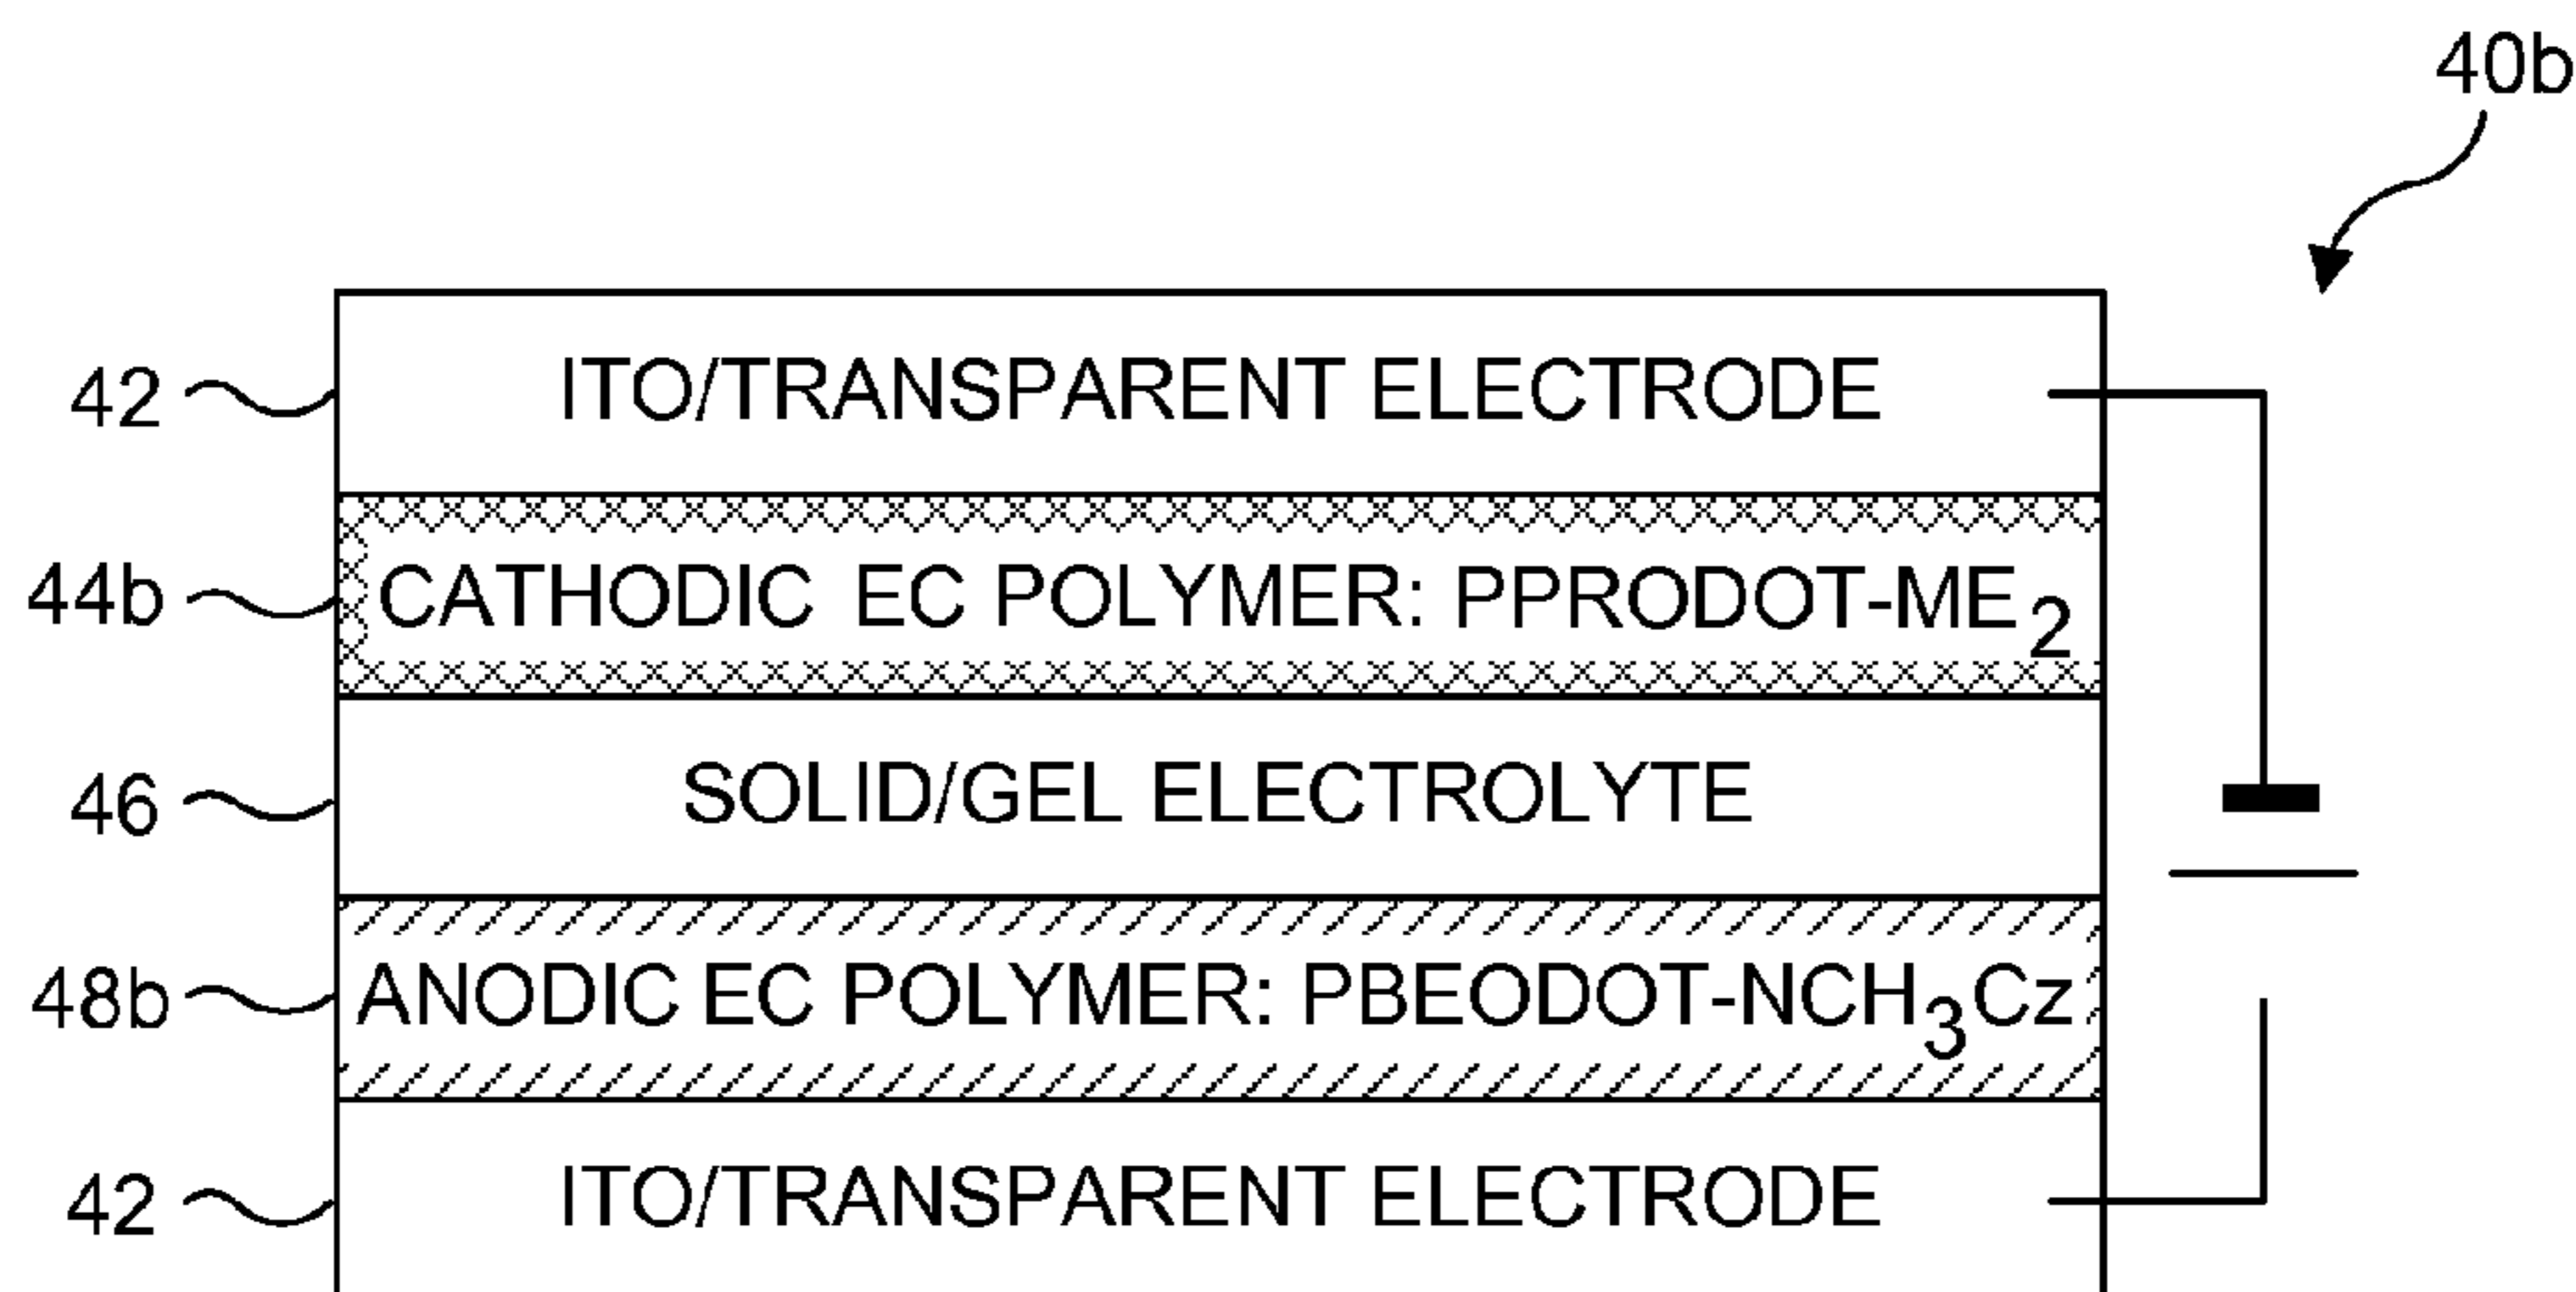 40b
42 ITO/TRANSPARENT ELECTRODE
44b CATHODIC EC POLYMER: PPRODOT-ME2
46 SOLID/GEL ELECTROLYTE
48b ANODIC EC POLYMER: PBEODOT-NCH3Cz
42 ITO/TRANSPARENT ELECTRODE